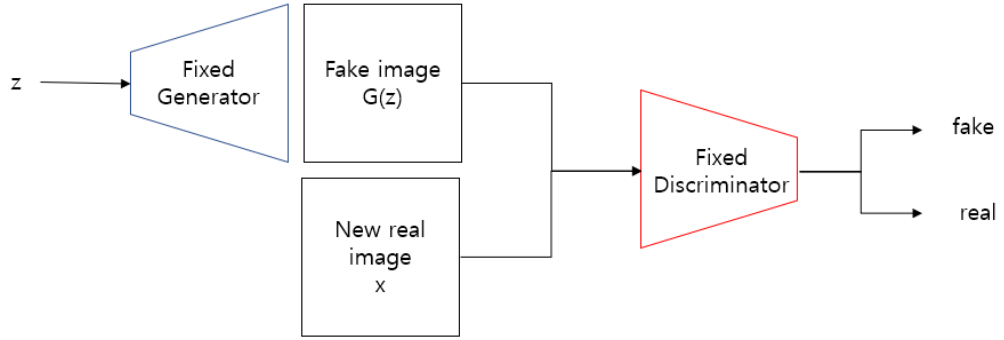 z
Fixed
Generator
Fake image
G(z)
New real
image
x
Fixed
Discriminator
fake
real